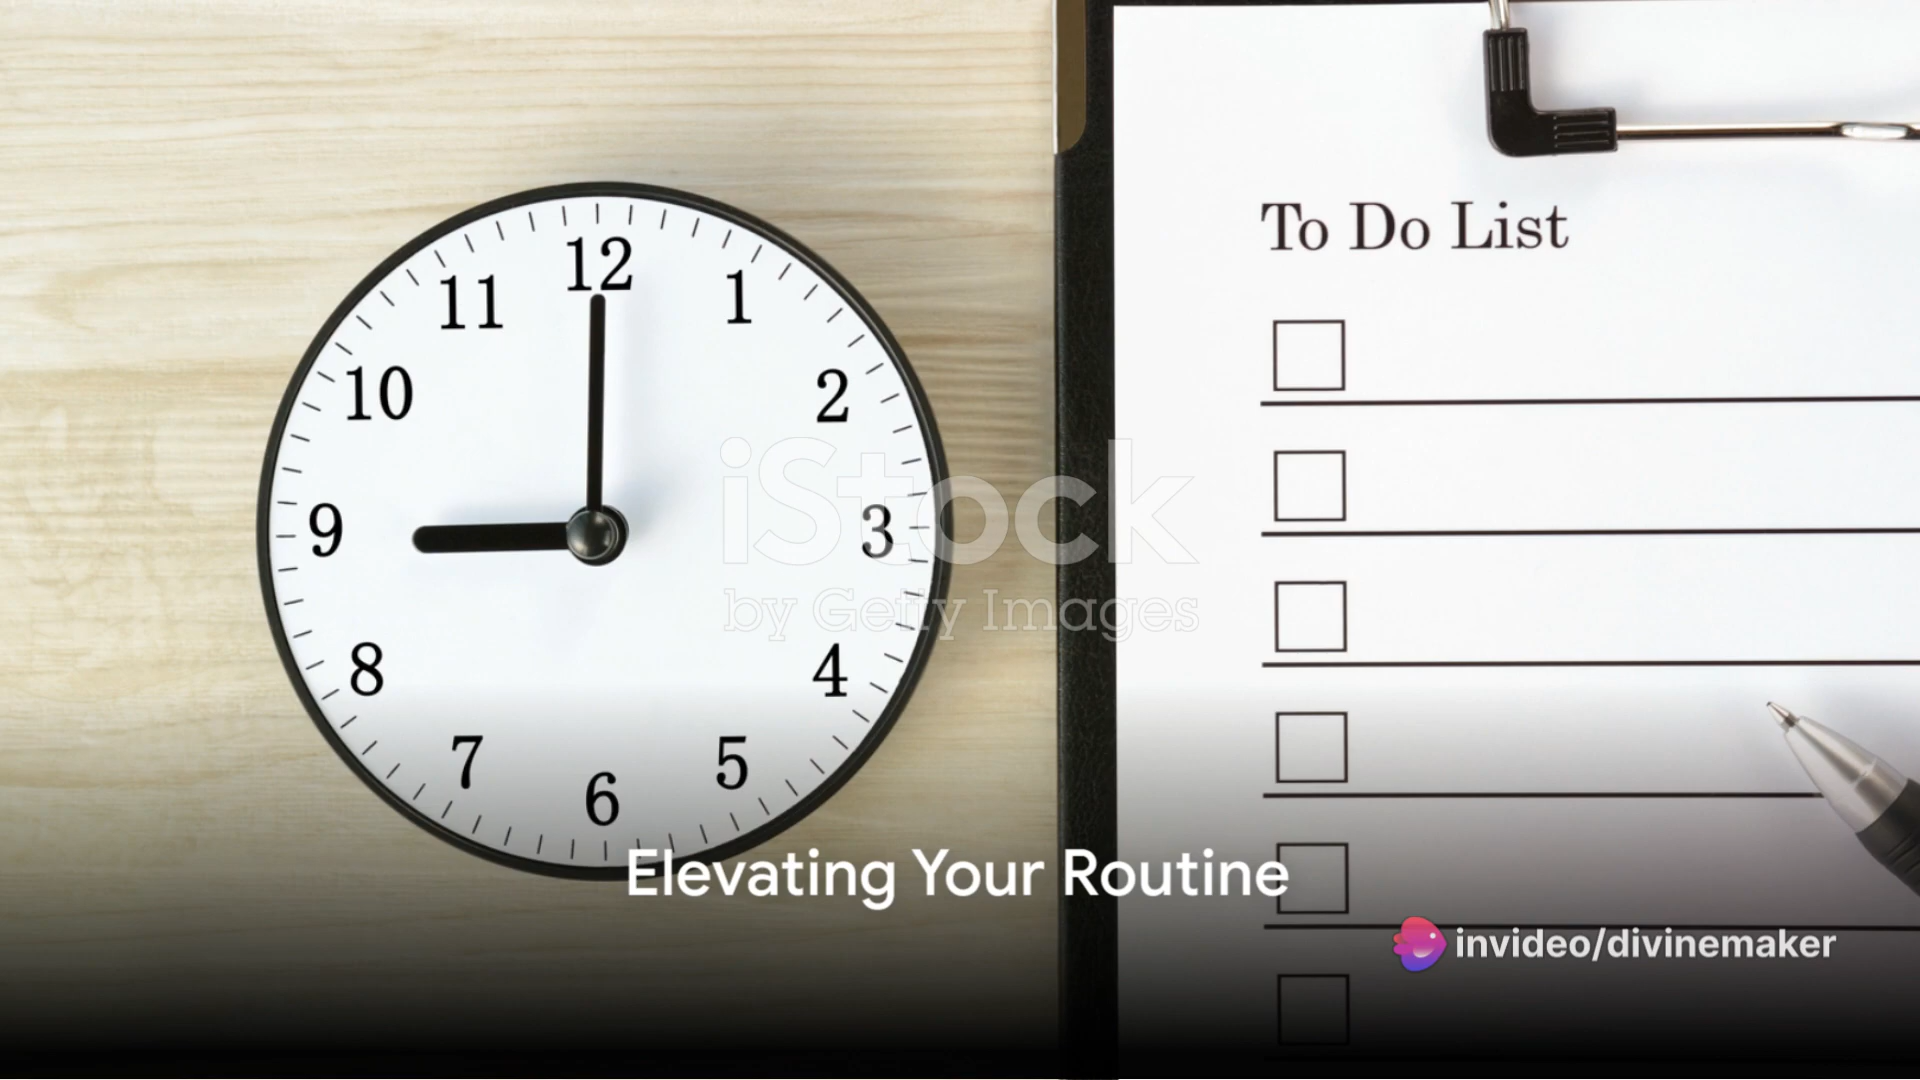 12
11
1
10
2
9
3
8
4
7
5
6
To Do List
iStock
by Getty Images
Elevating Your Routine
invideo/divinemaker